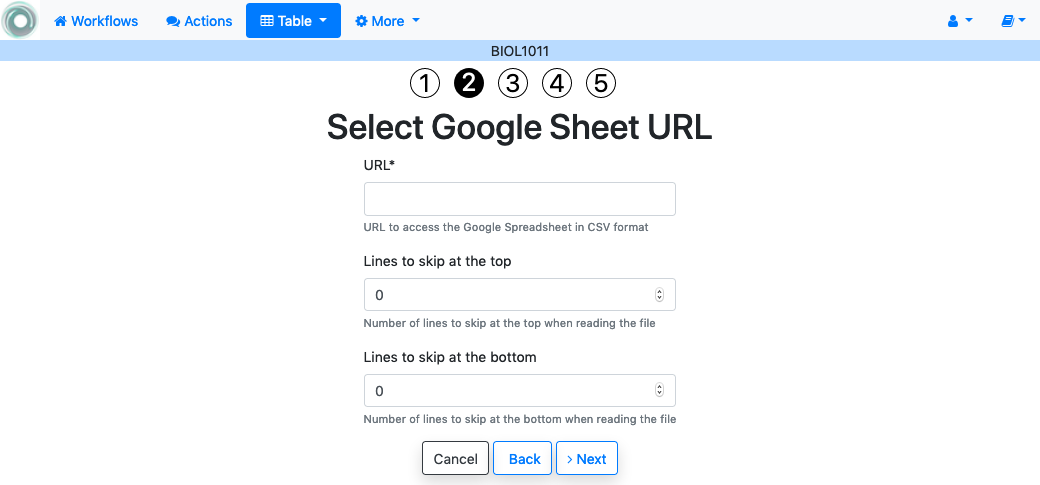 Workflows Actions Table More
BIOL1011
1 2 3 4 5
Select Google Sheet URL
URL*
URL to access the Google Spreadsheet in CSV format
Lines to skip at the top
0
Number of lines to skip at the top when reading the file
Lines to skip at the bottom
0
Number of lines to skip at the bottom when reading the file
Cancel Back Next